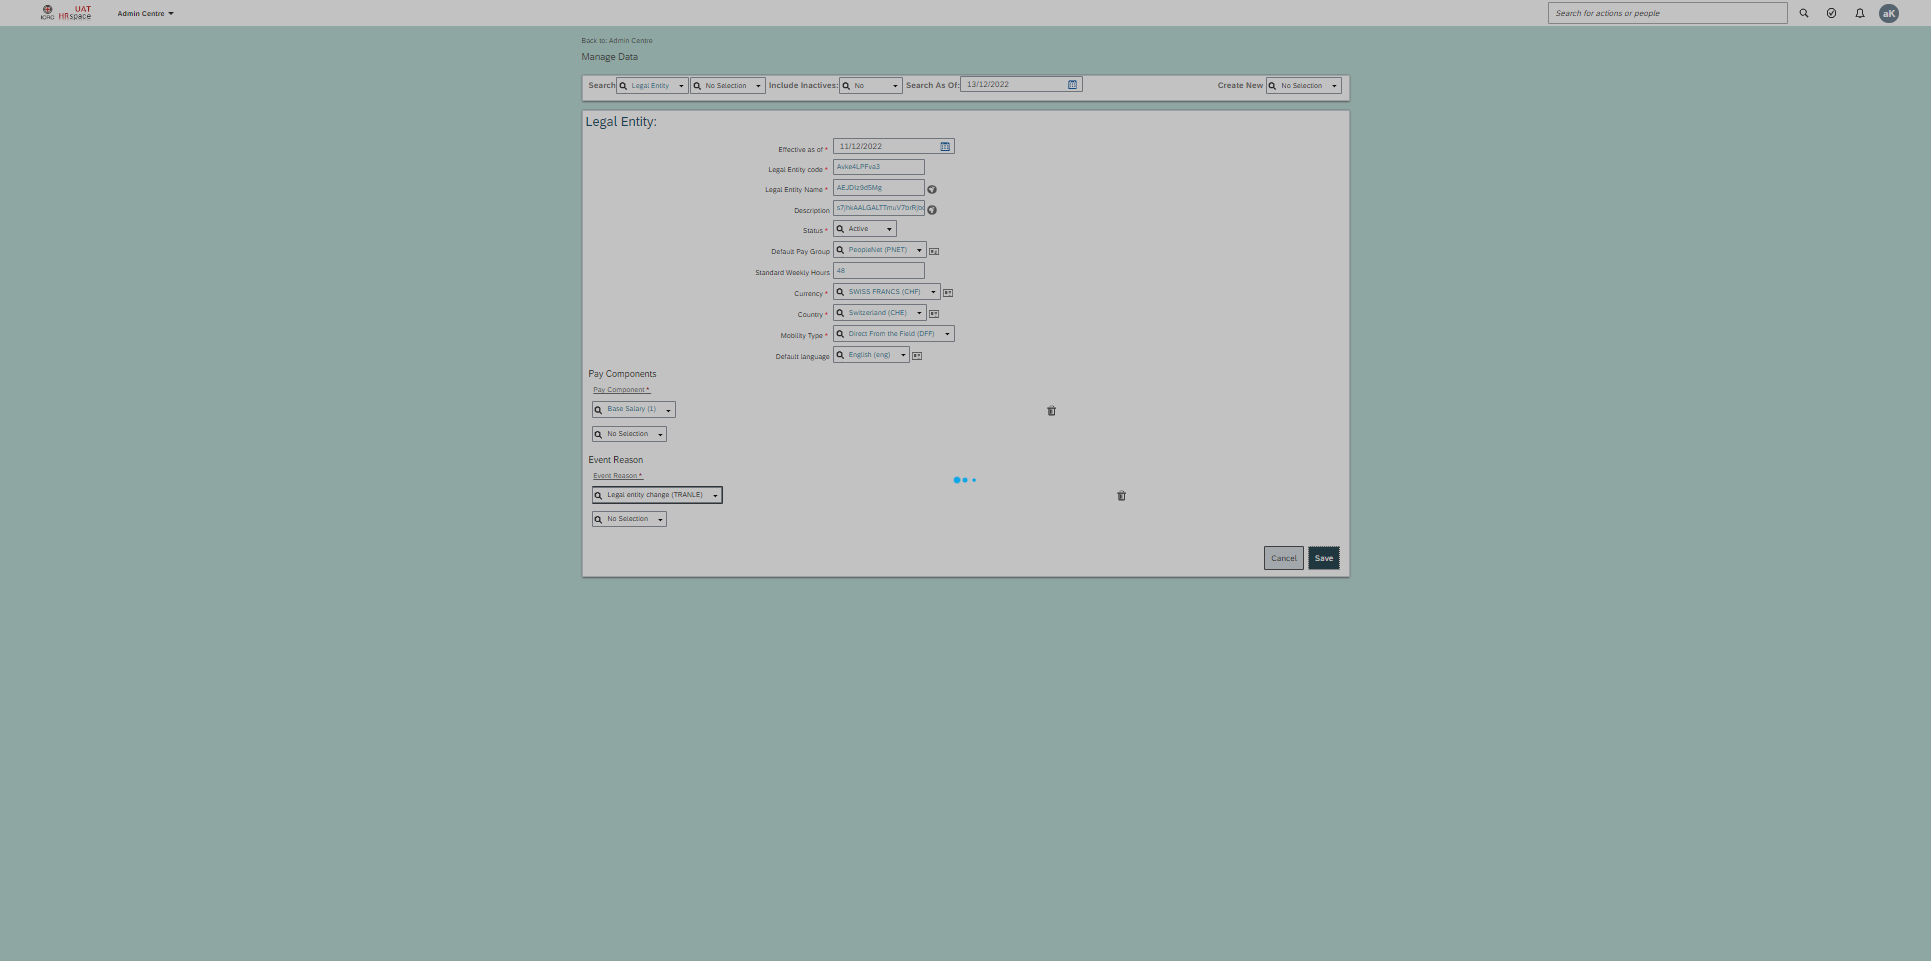 UAT
ICRC HRspace
Admin Centre
Search for actions or people
aK
Back to: Admin Centre
Manage Data
Search Legal Entity No Selection Include Inactives: No Search As Of: 13/12/2022 Create New No Selection
Legal Entity:
Effective as of * 11/12/2022
Legal Entity code * Avke4LPFva3
Legal Entity Name *
Description
Status * Active
Default Pay Group PeopleNet (PNET)
Standard Weekly Hours 48
Currency * SWISS FRANCS (CHF)
Country * Switzerland (CHE)
Mobility Type * Direct From the Field (DFF)
Default language English (eng)
Pay Components
Pay Component *
Base Salary (1)
No Selection
Event Reason
Event Reason *
Legal entity change (TRANLE)
No Selection
Cancel Save